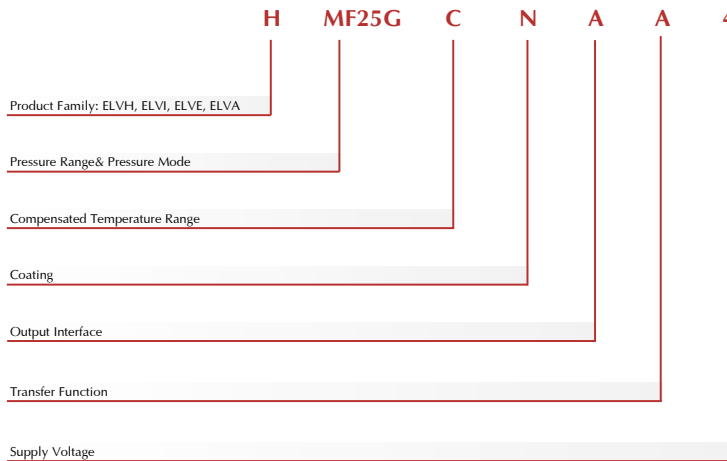 H MF25G C N A A
Product Family: ELVH, ELVI, ELVE, ELVA
Pressure Range& Pressure Mode
Compensated Temperature Range
Coating
Output Interface
Transfer Function
Supply Voltage